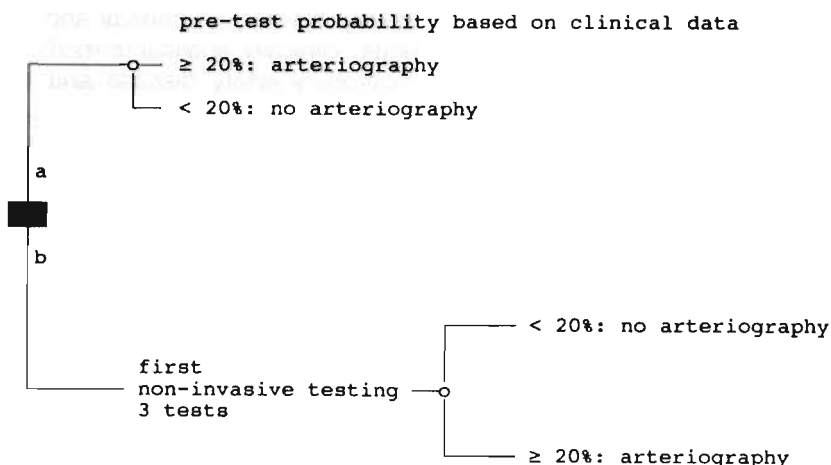 pre-test probability based on clinical data
≥ 20%: arteriography
< 20%: no arteriography
a
b
< 20%: no arteriography
first
non-invasive testing
3 tests
≥ 20%: arteriography